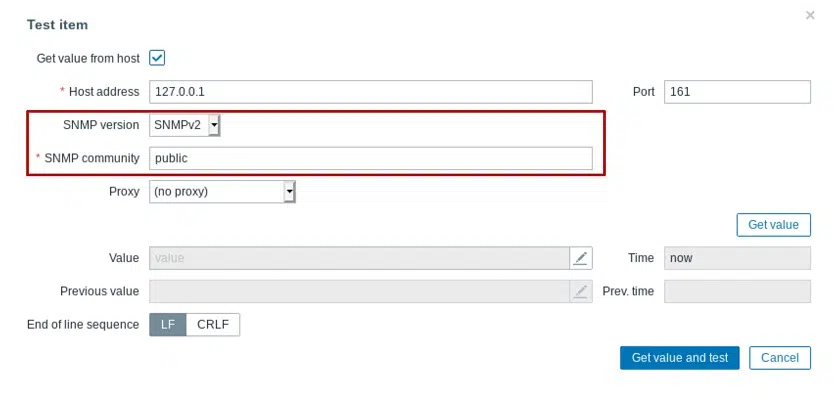 Test item
Get value from host
* Host address 127.0.0.1 Port 161
SNMP version SNMPv2
* SNMP community public
Proxy (no proxy)
Get value
Value value Time now
Previous value Prev. time
End of line sequence LF CRLF
Get value and test Cancel